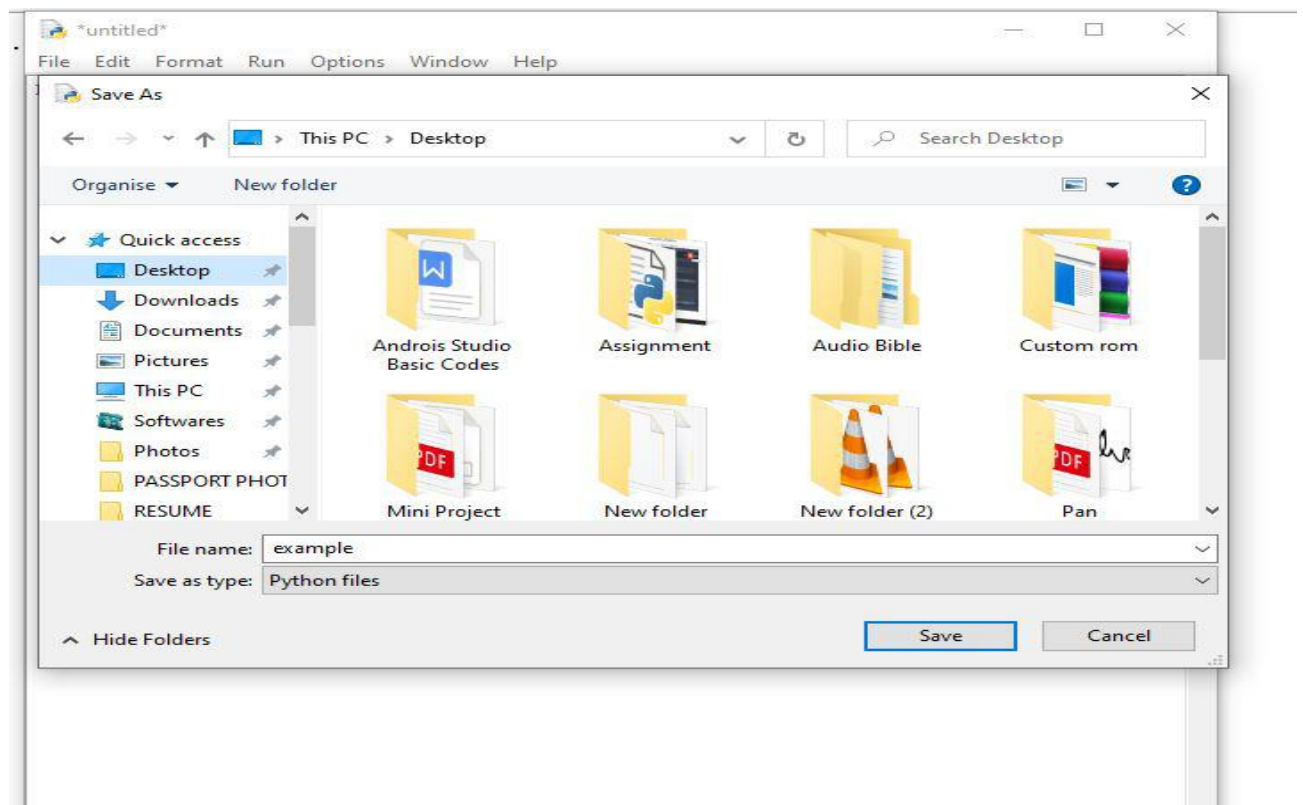 *untitled*
File Edit Format Run Options Window Help
Save As
This PC > Desktop
Search Desktop
Organise New folder
Quick access
Desktop
Downloads
Documents
Pictures
This PC
Softwares
Photos
PASSPORT PHOT
RESUME
Androis Studio
Basic Codes
Assignment
Audio Bible
Custom rom
PDF
Mini Project
New folder
New folder (2)
PDF
Pan
File name: example
Save as type: Python files
Hide Folders
Save Cancel